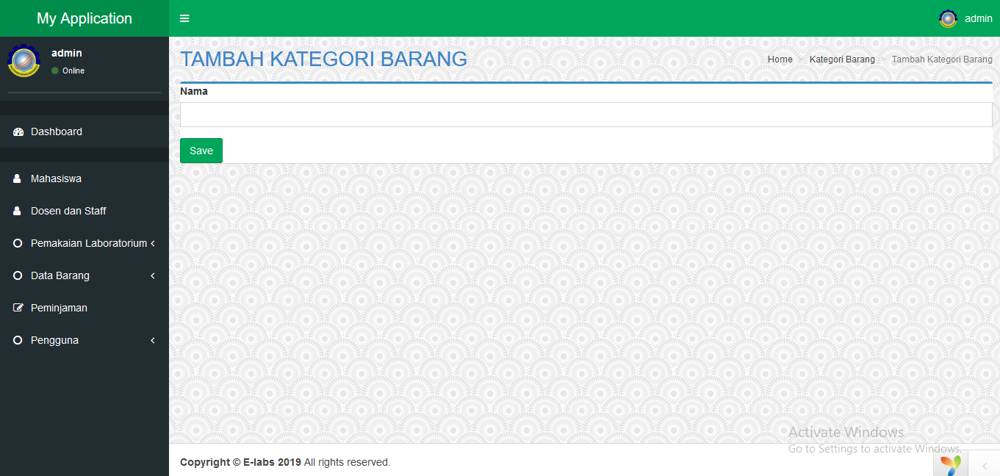 My Application
admin
admin
Online
TAMBAH KATEGORI BARANG
Home > Kategori Barang > Tambah Kategori Barang
Nama
Save
Dashboard
Mahasiswa
Dosen dan Staff
Pemakaian Laboratorium
Data Barang
Peminjaman
Pengguna
Activate Windows
Go to Settings to activate Windows.
Copyright © E-labs 2019 All rights reserved.